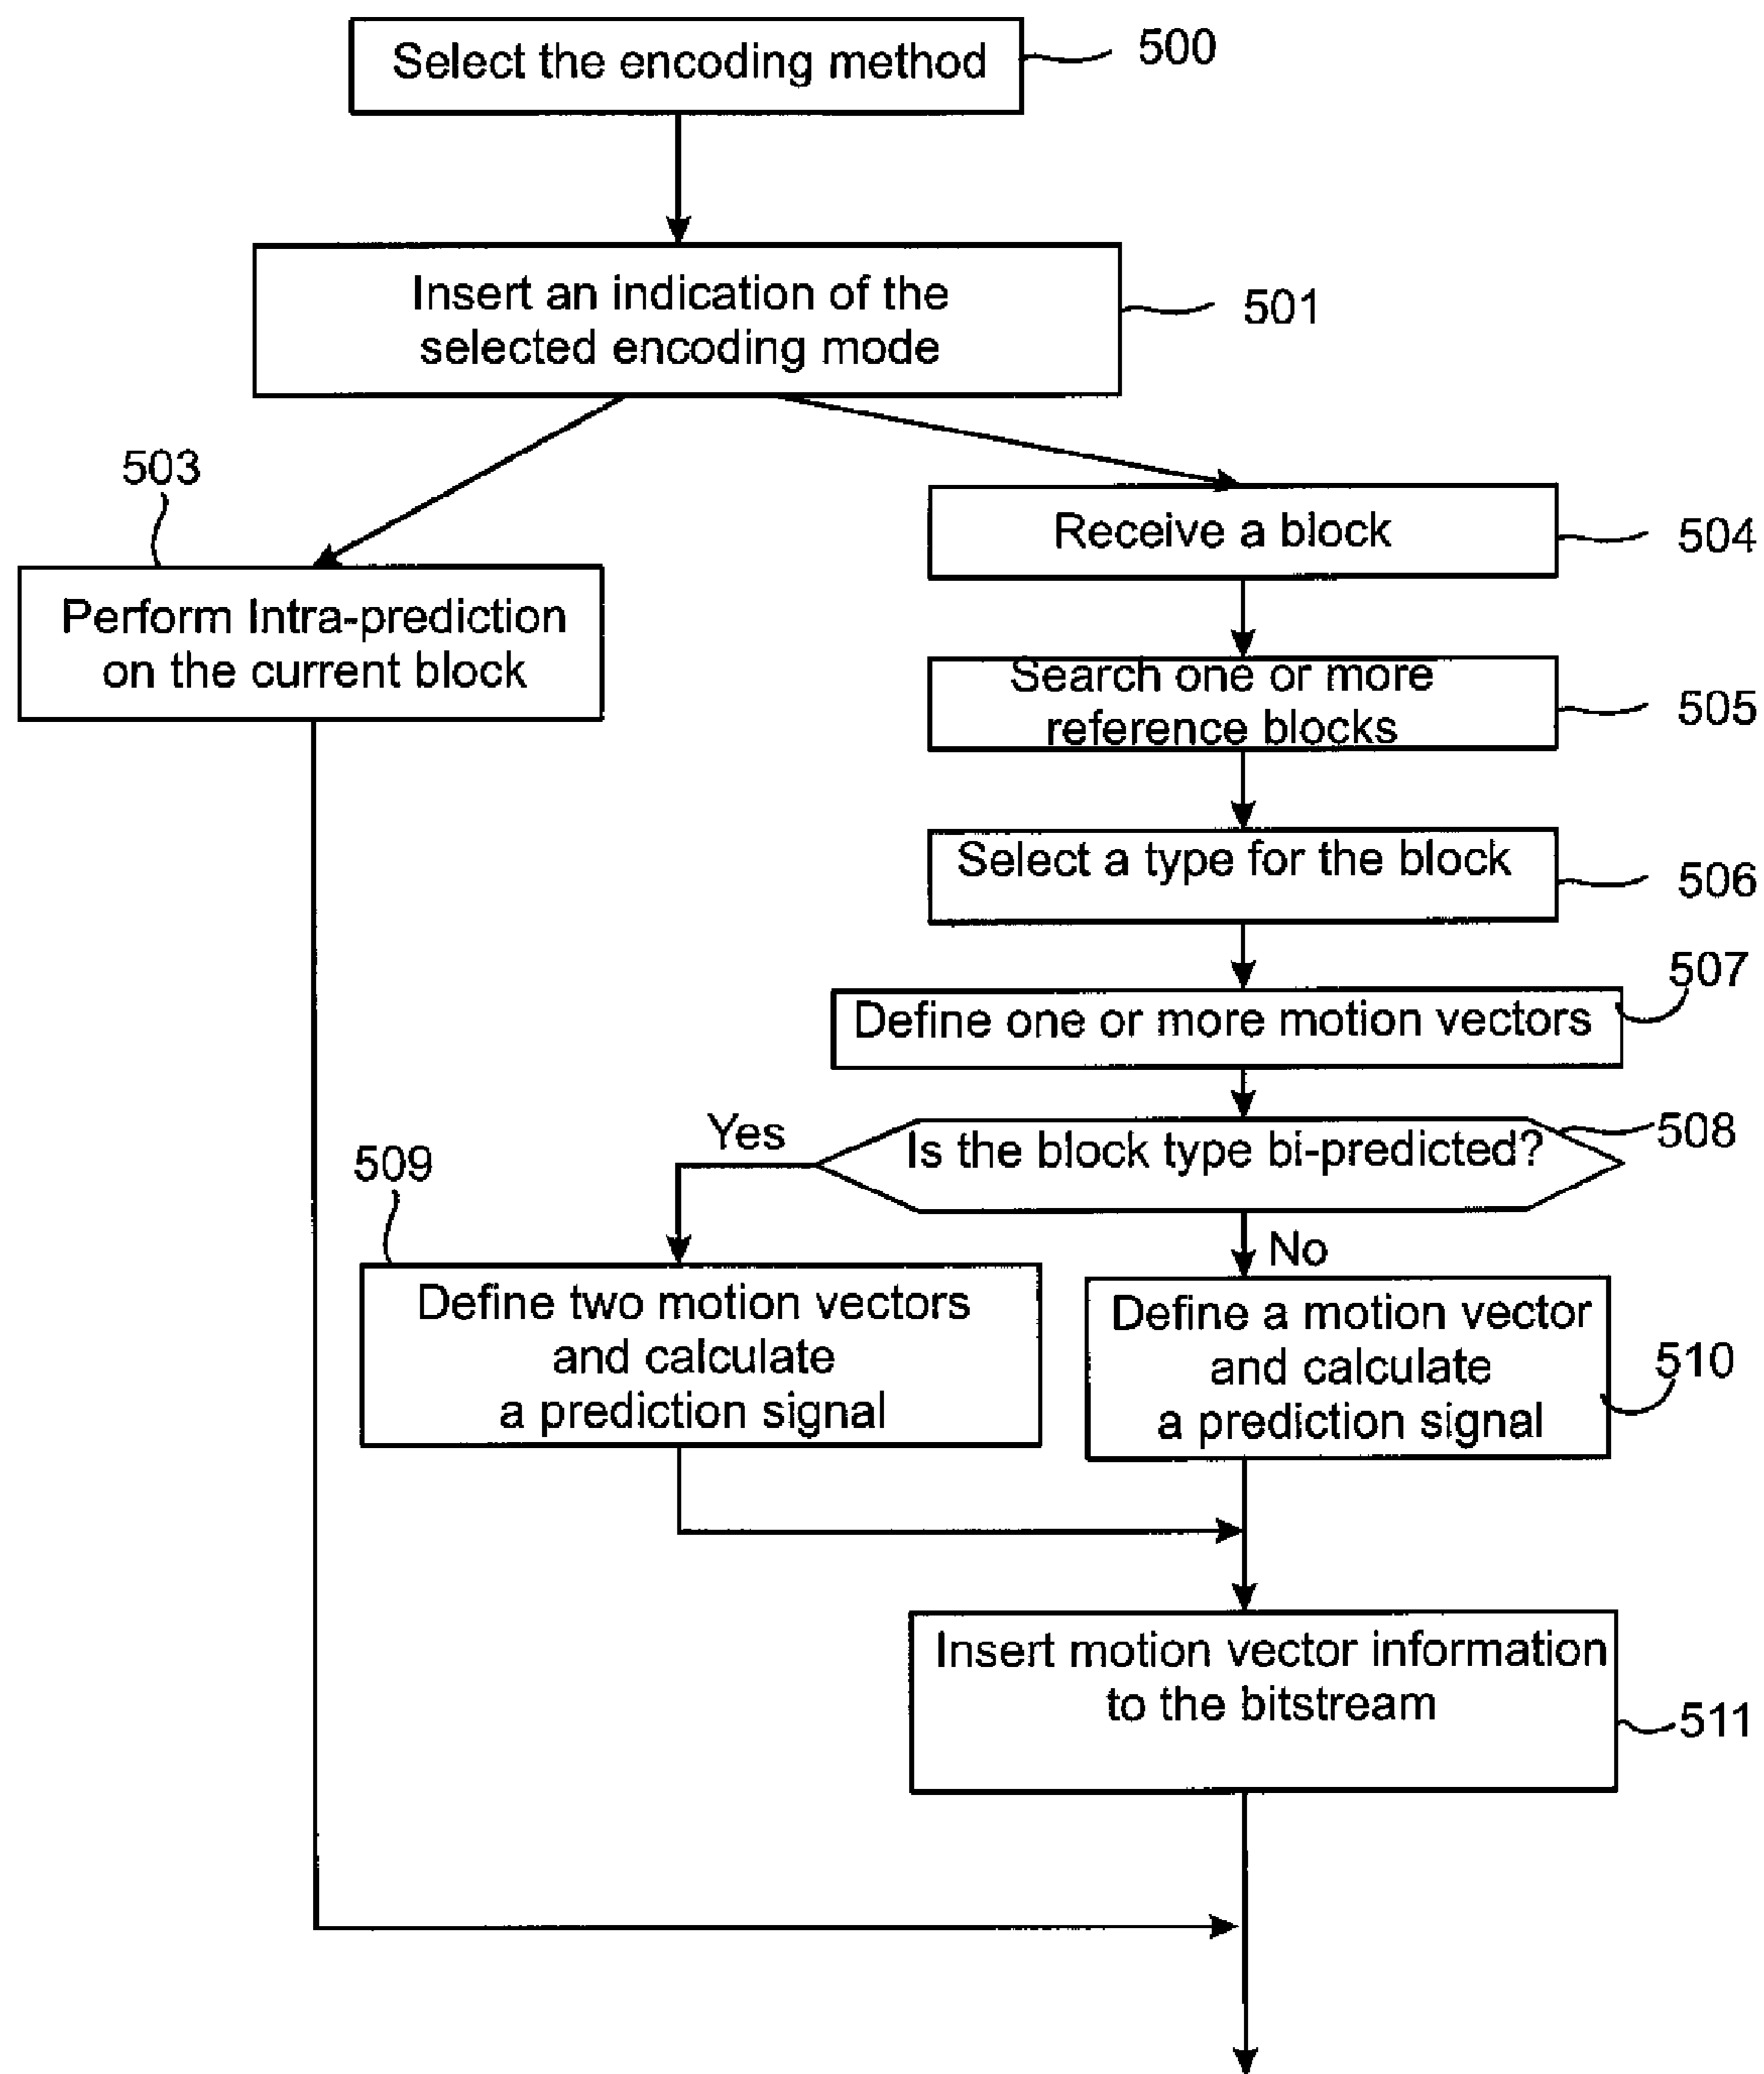 Select the encoding method
500
Insert an indication of the
selected encoding mode
501
503
Perform Intra-prediction
on the current block
Receive a block
504
Search one or more
reference blocks
505
Select a type for the block
506
507
Define one or more motion vectors
Yes
Is the block type bi-predicted?
508
509
No
Define two motion vectors
and calculate
a prediction signal
Define a motion vector
and calculate
a prediction signal
510
Insert motion vector information
to the bitstream
511